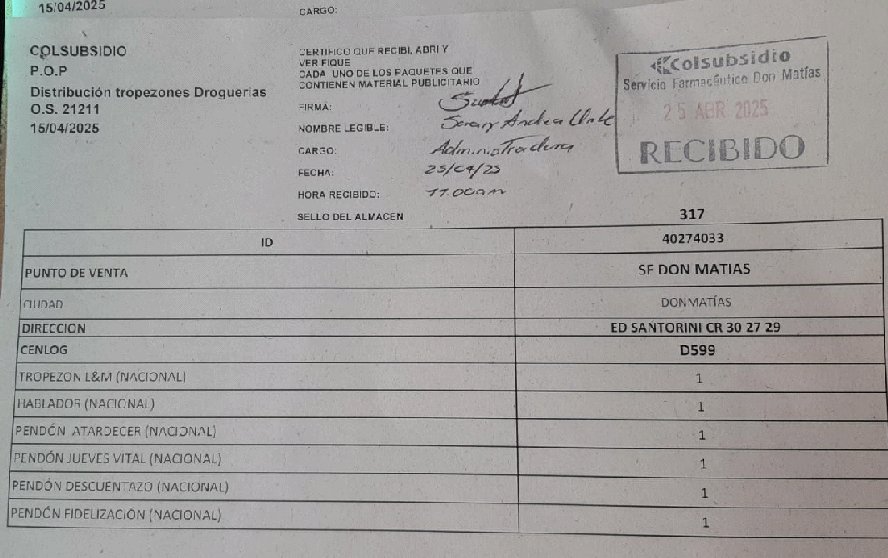 15/04/2025
CARGO:
COLSUBSIDIO
P.O.P
Distribución tropezones Droguerias
O.S. 21211
15/04/2025
CERTIFICO QUE RECIBI, ABRI Y
VERIFIQUE
CADA UNO DE LOS PAQUETES QUE
CONTIENEN MATERIAL PUBLICITARIO
FIRMA:
NOMBRE LEGIBLE: Andrea
CARGO: Administradora
FECHA: 25/04/25
HORA RECIBIDO: 11:00am
SELLO DEL ALMACEN
Colsubsidio
Servicio Farmacéutico Don Matías
25 ABR 2025
RECIBIDO
317
ID 40274033
PUNTO DE VENTA SF DON MATIAS
CIUDAD DONMATÍAS
DIRECCION ED SANTORINI CR 30 27 29
CENLOG D599
TROPEZON L&M (NACIONAL) 1
HABLADOR (NACIONAL) 1
PENDÓN ATARDECER (NACIONAL) 1
PENDÓN JUEVES VITAL (NACIONAL) 1
PENDÓN DESCUENTAZO (NACIONAL) 1
PENDÓN FIDELIZACIÓN (NACIONAL) 1